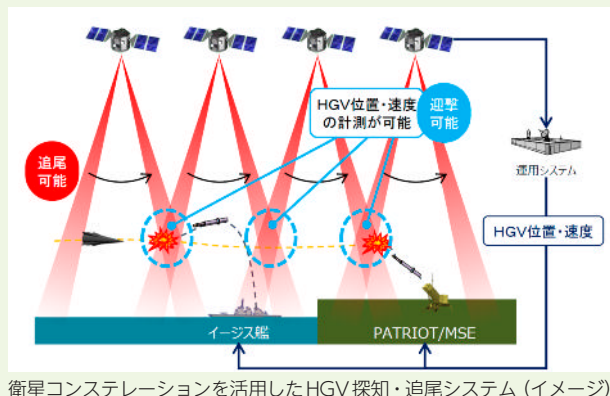 HGV位置・速度
の計測が可能
迎撃
可能
追尾
可能
運用システム
HGV位置・速度
イージス艦
PATRIOT/MSE
衛星コンステレーションを活用したHGV探知・追尾システム（イメージ）